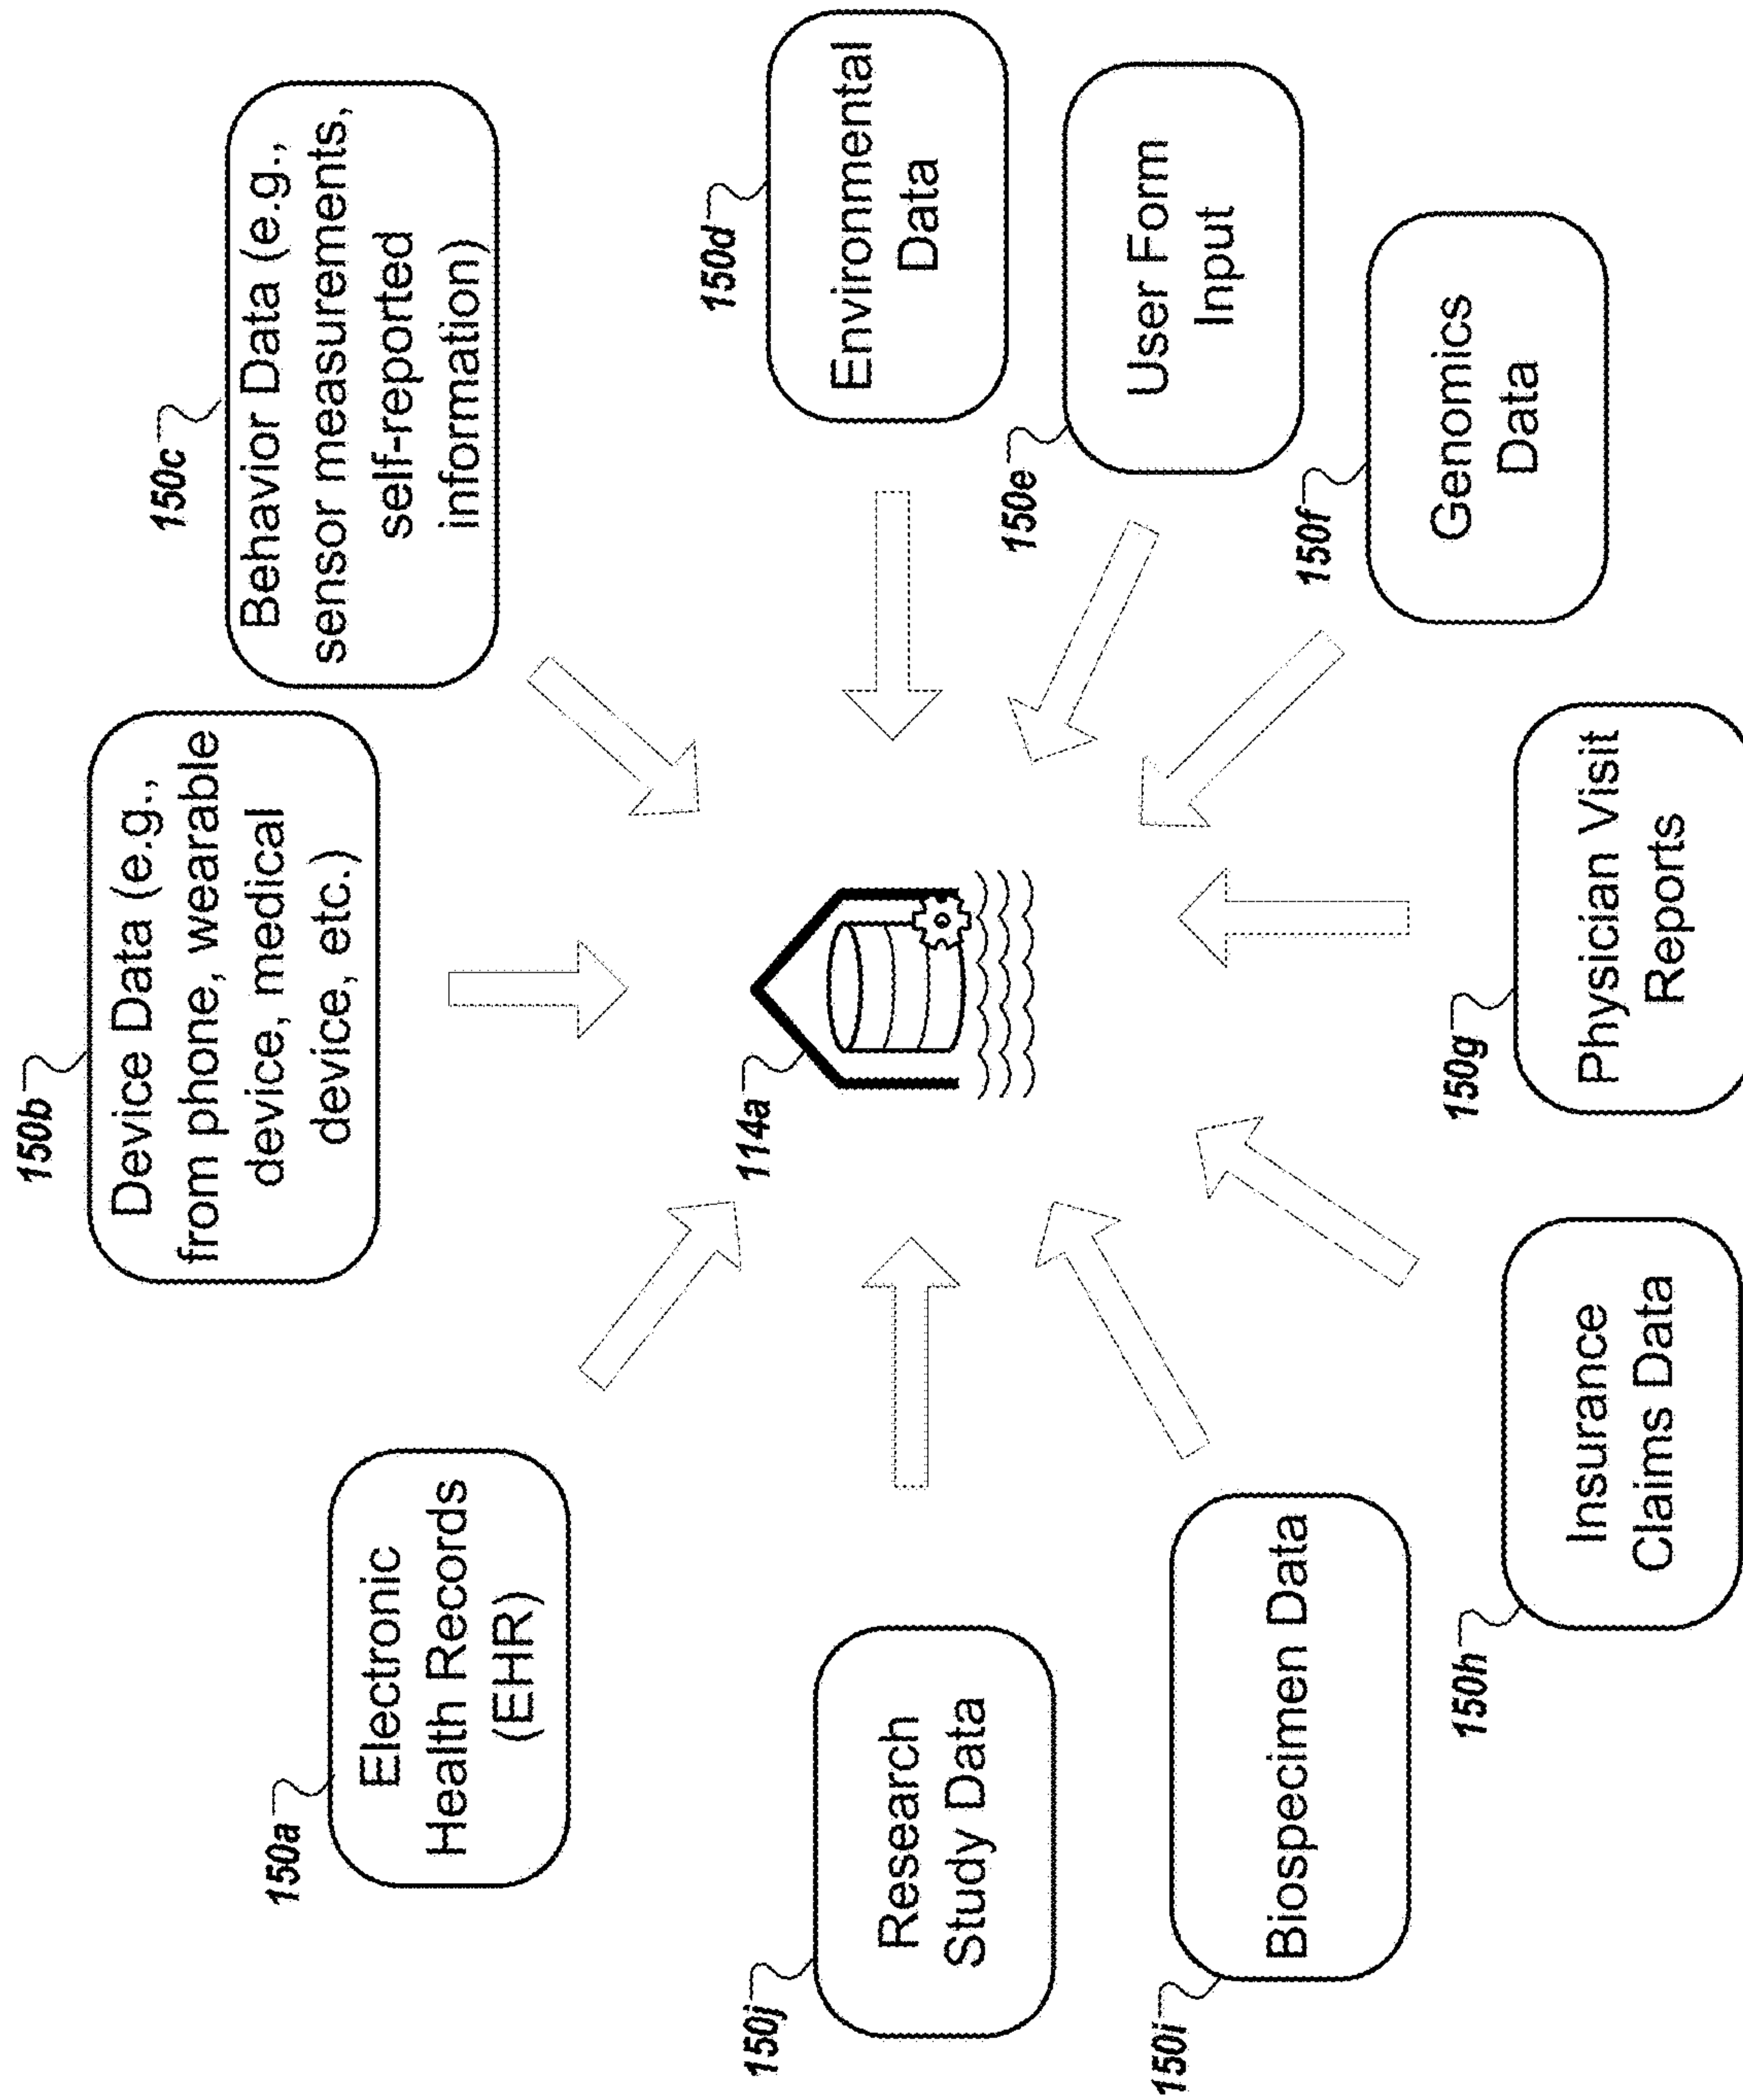 150a
Electronic
Health Records
(EHR)
150b
Device Data (e.g.,
from phone, wearable
device, medical
device, etc.)
150c
Behavior Data (e.g.,
sensor measurements,
self-reported
information)
150d
Environmental
Data
150e
User Form
Input
150f
Genomics
Data
150g
Physician Visit
Reports
150h
Insurance
Claims Data
150i
Biospecimen Data
150j
Research
Study Data
114a